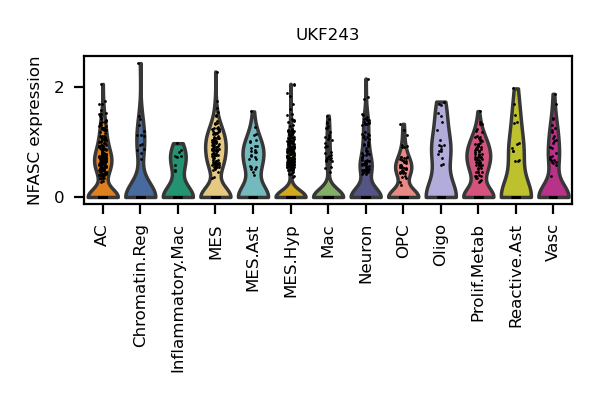 UKF243
NFASC expression
2
0
AC
Chromatin.Reg
Inflammatory.Mac
MES
MES.Ast
MES.Hyp
Mac
Neuron
OPC
Oligo
Prolif.Metab
Reactive.Ast
Vasc